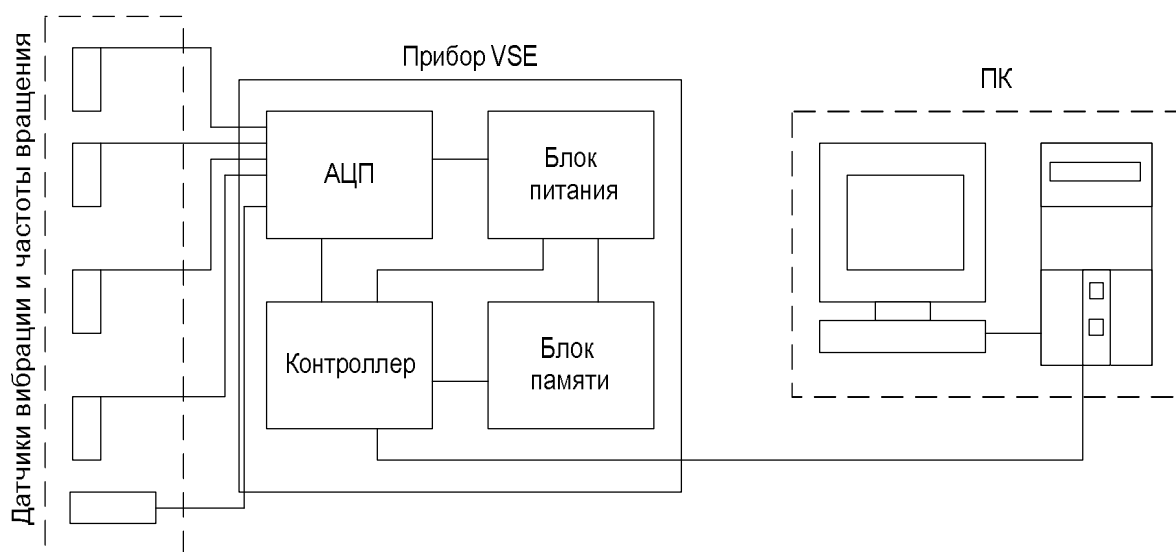 Датчики вибрации и частоты вращения
Прибор VSE
ПК
АЦП
Блок
питания
Контроллер
Блок
памяти